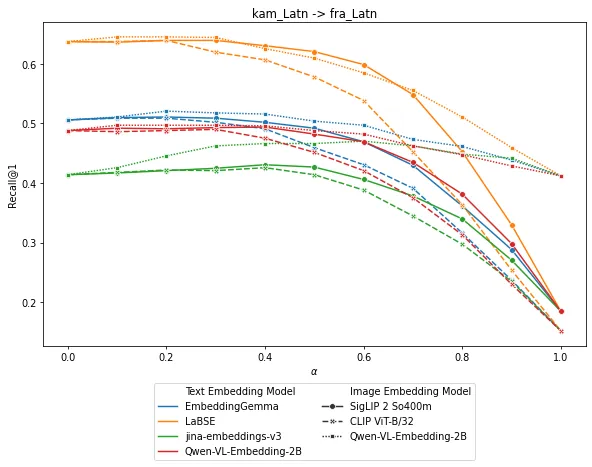 kam_Latn -> fra_Latn
Recall@1
0.6
0.5
0.4
0.3
0.2
0.0 0.2 0.4 0.6 0.8 1.0
α
Text Embedding Model Image Embedding Model
EmbeddingGemma SigLIP 2 So400m
LaBSE CLIP ViT-B/32
jina-embeddings-v3 Qwen-VL-Embedding-2B
Qwen-VL-Embedding-2B